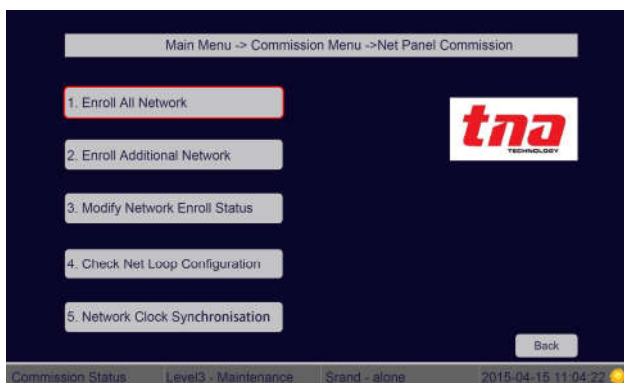 Main Menu -> Commission Menu ->Net Panel Commission
1. Enroll All Network
tna
TECHNOLOGY
2. Enroll Additional Network
3. Modify Network Enroll Status
4. Check Net Loop Configuration
5. Network Clock Synchronisation
Back
Commission Status Level3 - Maintenance Srand - alone 2015-04-15 11:04:22